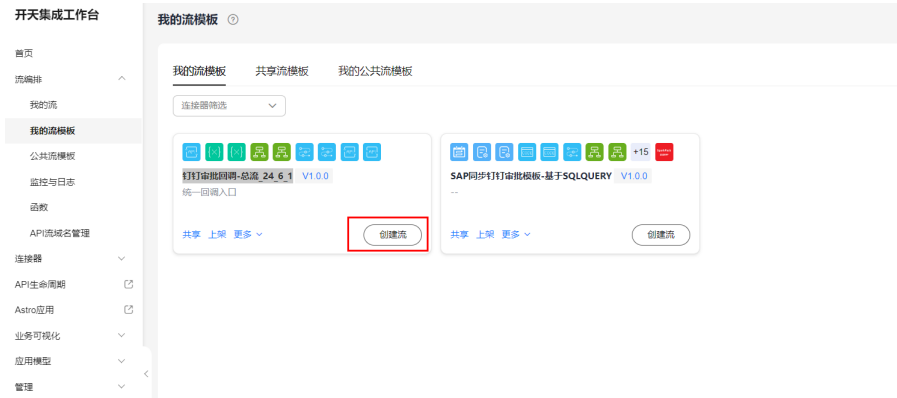 开天集成工作台
我的流模板
首页
流编排
我的流
我的流模板
公共流模板
监控与日志
函数
API流域名管理
连接器
API生命周期
Astro应用
业务可视化
应用模型
管理
我的流模板 共享流模板 我的公共流模板
连接器筛选
钉钉审批回调-总流_24_6_1 V1.0.0
统一回调入口
共享 上架 更多 创建流
+15
SAP同步钉钉审批模板-基于SQLQUERY V1.0.0
--
共享 上架 更多 创建流